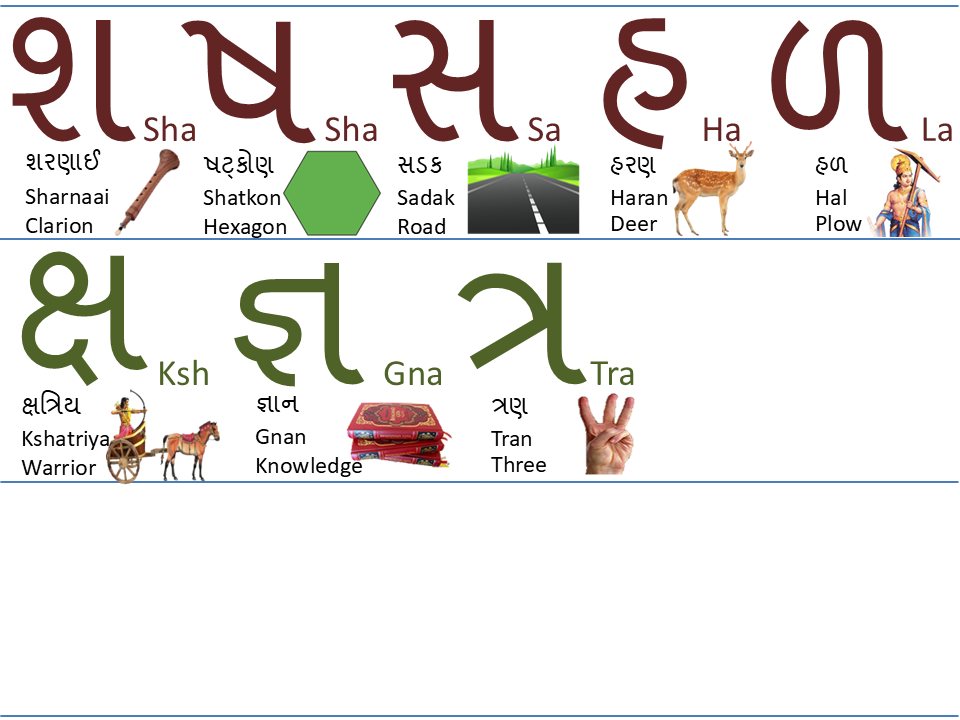 શ Sha ષ Sha સ Sa હ Ha ળ La
શરણાઈ ષટ્કોણ સડક હરણ હળ
Sharnaai Shatkon Sadak Haran Hal
Clarion Hexagon Road Deer Plow
ક્ષ Ksh જ્ઞ Gna ત્ર Tra
ક્ષત્રિય જ્ઞાન ત્રણ
Kshatriya Gnan Tran
Warrior Knowledge Three